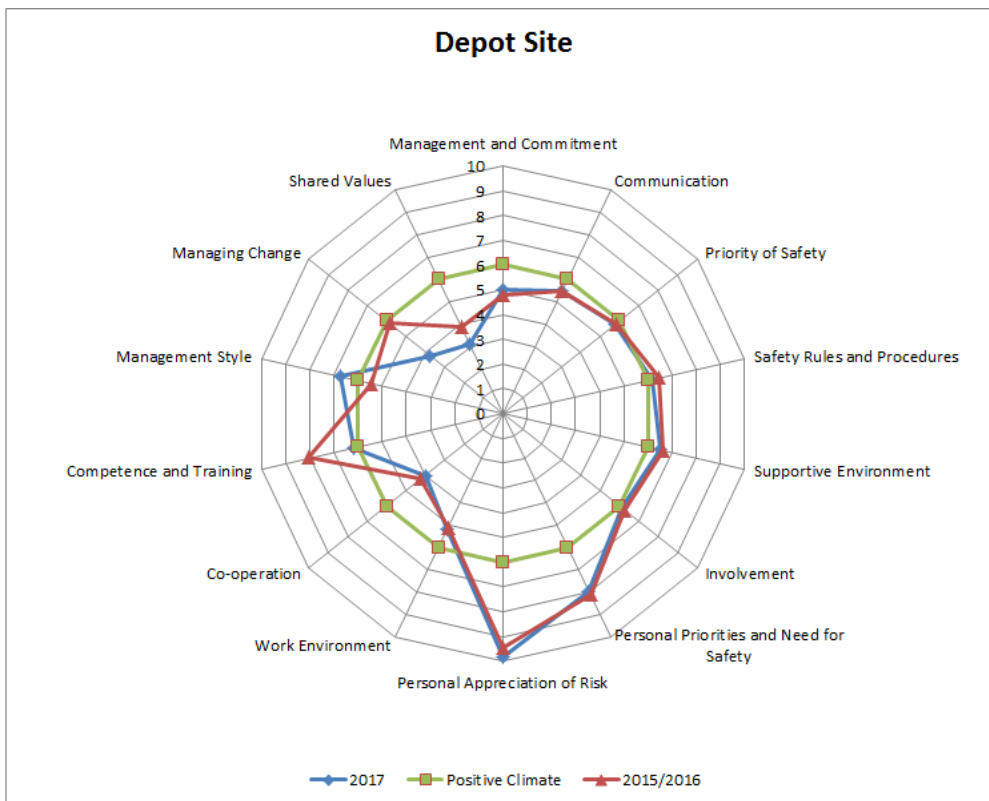 Depot Site
Management and Commitment
Communication
Priority of Safety
Safety Rules and Procedures
Supportive Environment
Involvement
Personal Priorities and Need for
Safety
Personal Appreciation of Risk
Work Environment
Co-operation
Competence and Training
Management Style
Managing Change
Shared Values
10
9
8
7
6
5
4
3
2
1
0
2017
Positive Climate
2015/2016